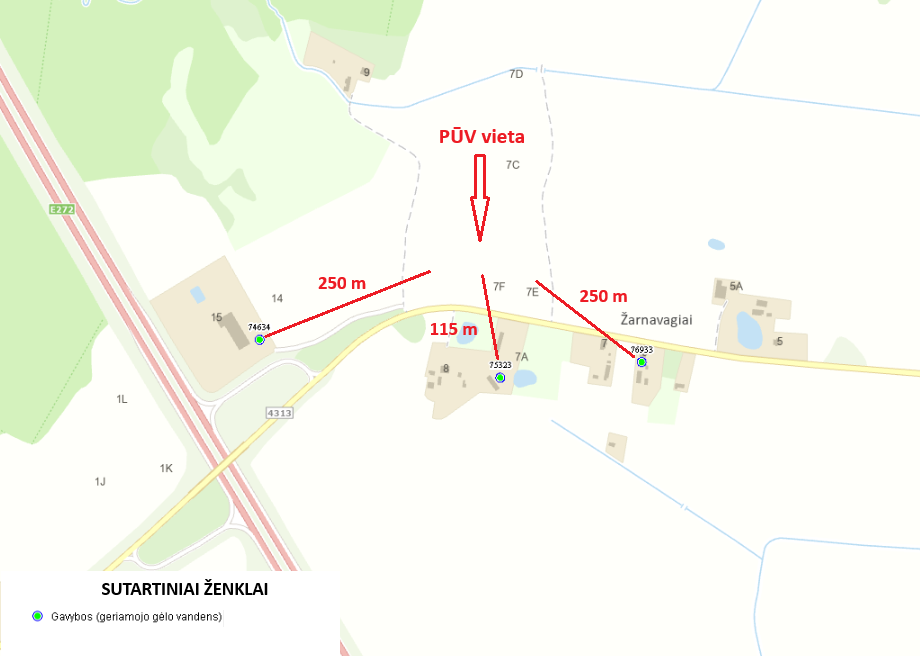 9
7D
PŪV vieta
7C
E272
5A
250 m
7F
7E
250 m
14
15
74634
Žarnavagiai
115 m
7
5
76933
7A
75323
8
4313
1L
1K
1J
SUTARTINIAI ŽENKLAI
Gavybos (geriamojo gėlo vandens)